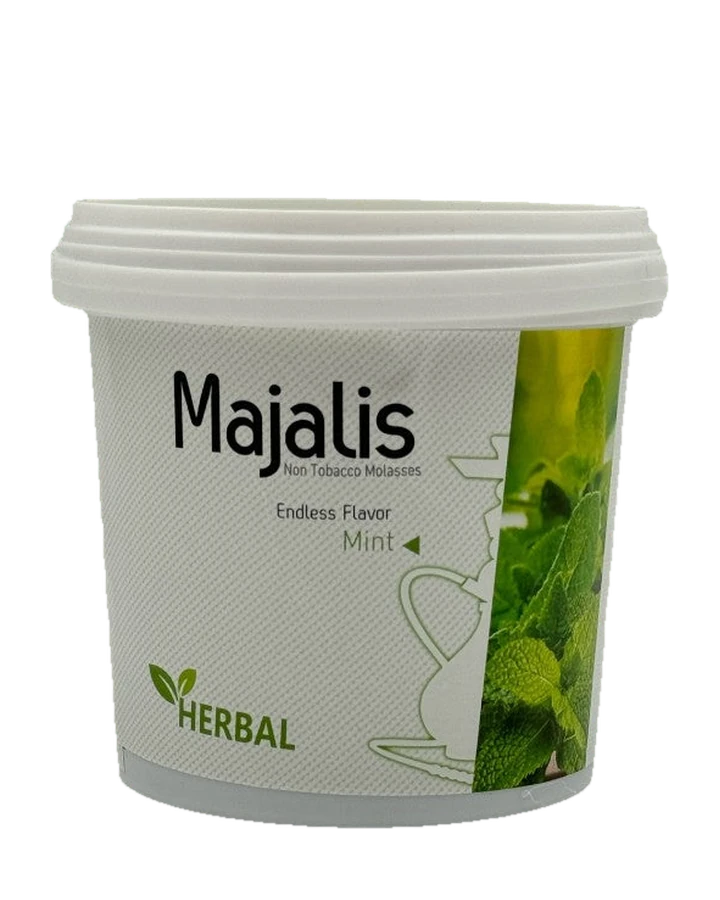 Majalis
Non Tobacco Molasses
Endless Flavor
Mint
HERBAL